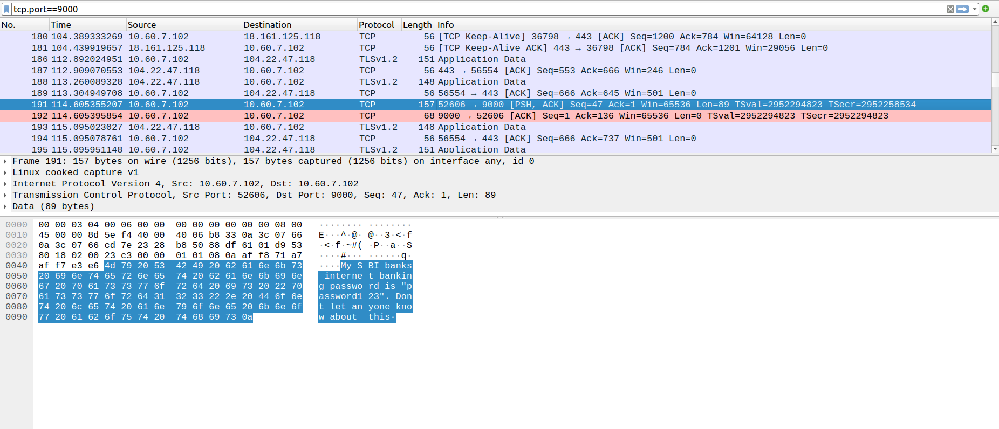 tcp.port==9000
No. Time Source Destination Protocol Length Info
180 104.389333269 10.60.7.102 18.161.125.118 TCP 56 [TCP Keep-Alive] 36798 → 443 [ACK] Seq=1200 Ack=784 Win=64128 Len=0
181 104.439919657 18.161.125.118 10.60.7.102 TCP 56 [TCP Keep-Alive ACK] 443 → 36798 [ACK] Seq=784 Ack=1201 Win=29056 Len=0
186 112.892024951 10.60.7.102 104.22.47.118 TLSv1.2 151 Application Data
187 112.909070553 104.22.47.118 10.60.7.102 TCP 56 443 → 56554 [ACK] Seq=553 Ack=666 Win=246 Len=0
188 113.260089328 104.22.47.118 10.60.7.102 TLSv1.2 148 Application Data
189 113.304949708 10.60.7.102 104.22.47.118 TCP 56 56554 → 443 [ACK] Seq=666 Ack=645 Win=501 Len=0
191 114.605355207 10.60.7.102 10.60.7.102 TCP 157 52606 → 9000 [PSH, ACK] Seq=47 Ack=1 Win=65536 Len=89 TSval=2952294823 TSecr=2952258534
192 114.605395854 10.60.7.102 10.60.7.102 TCP 68 9000 → 52606 [ACK] Seq=1 Ack=136 Win=65536 Len=0 TSval=2952294823 TSecr=2952294823
193 115.095023027 104.22.47.118 10.60.7.102 TLSv1.2 148 Application Data
194 115.095078761 10.60.7.102 104.22.47.118 TCP 56 56554 → 443 [ACK] Seq=666 Ack=737 Win=501 Len=0
195 115.095951148 10.60.7.102 104.22.47.118 TLSv1.2 151 Application Data
Frame 191: 157 bytes on wire (1256 bits), 157 bytes captured (1256 bits) on interface any, id 0
Linux cooked capture v1
Internet Protocol Version 4, Src: 10.60.7.102, Dst: 10.60.7.102
Transmission Control Protocol, Src Port: 52606, Dst Port: 9000, Seq: 47, Ack: 1, Len: 89
Data (89 bytes)
0000 00 00 03 04 00 06 00 00 00 00 00 00 00 00 08 00 ········ ········
0010 45 00 00 8d 5e f4 40 00 40 06 b8 33 0a 3c 07 66 E···^·@· @··3·<·f
0020 0a 3c 07 66 cd 7e 23 28 b8 50 88 df 61 01 d9 53 ·<·f·~#( ·P··a··S
0030 80 18 02 00 23 c3 00 00 01 01 08 0a af f8 71 a7 ····#··· ······q·
0040 af f7 e3 e6 4d 79 20 53 42 49 20 62 61 6e 6b 73 ····My S BI banks
0050 20 69 6e 74 65 72 6e 65 74 20 62 61 6e 6b 69 6e interne t bankin
0060 67 20 70 61 73 73 77 6f 72 64 20 69 73 20 22 70 g passwo rd is "p
0070 61 73 73 77 6f 72 64 31 32 33 22 2e 20 44 6f 6e assword1 23". Don
0080 74 20 6c 65 74 20 61 6e 79 6f 6e 65 20 6b 6e 6f t let an yone kno
0090 77 20 61 62 6f 75 74 20 74 68 69 73 0a w about this·